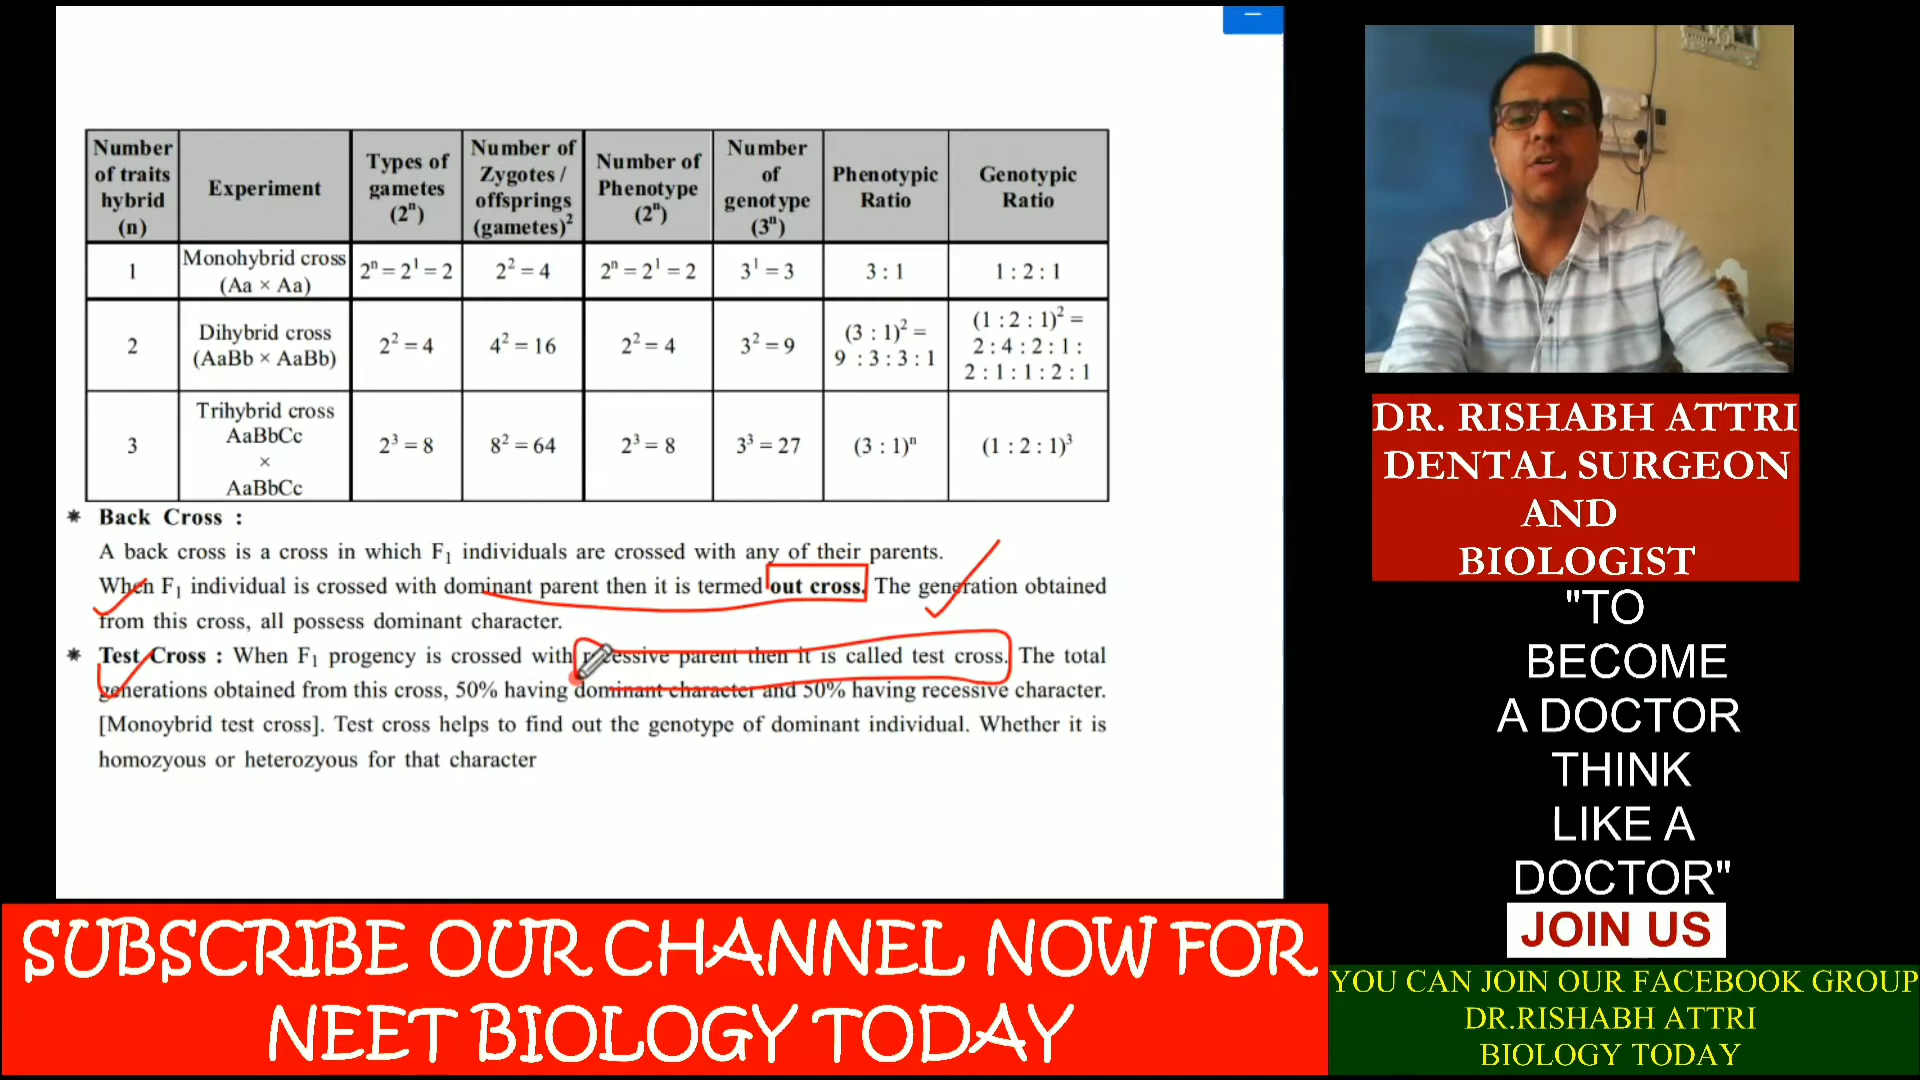 Number of traits hybrid (n) | Experiment | Types of gametes (2ⁿ) | Number of Zygotes / offsprings (gametes)² | Number of Phenotype (2ⁿ) | Number of genotype (3ⁿ) | Phenotypic Ratio | Genotypic Ratio
1 | Monohybrid cross (Aa × Aa) | 2ⁿ = 2¹ = 2 | 2² = 4 | 2ⁿ = 2¹ = 2 | 3¹ = 3 | 3 : 1 | 1 : 2 : 1
2 | Dihybrid cross (AaBb × AaBb) | 2² = 4 | 4² = 16 | 2² = 4 | 3² = 9 | (3 : 1)² = 9 : 3 : 3 : 1 | (1 : 2 : 1)² = 2 : 4 : 2 : 1 : 2 : 1 : 1 : 2 : 1
3 | Trihybrid cross AaBbCc × AaBbCc | 2³ = 8 | 8² = 64 | 2³ = 8 | 3³ = 27 | (3 : 1)ⁿ | (1 : 2 : 1)³
* Back Cross :
A back cross is a cross in which F₁ individuals are crossed with any of their parents.
When F₁ individual is crossed with dominant parent then it is termed out cross. The generation obtained
from this cross, all possess dominant character.
* Test Cross : When F₁ progency is crossed with recessive parent then it is called test cross. The total
generations obtained from this cross, 50% having dominant character and 50% having recessive character.
[Monoybrid test cross]. Test cross helps to find out the genotype of dominant individual. Whether it is
homozyous or heterozyous for that character
DR. RISHABH ATTRI
DENTAL SURGEON
AND
BIOLOGIST
"TO
BECOME
A DOCTOR
THINK
LIKE A
DOCTOR"
JOIN US
SUBSCRIBE OUR CHANNEL NOW FOR
NEET BIOLOGY TODAY
YOU CAN JOIN OUR FACEBOOK GROUP
DR.RISHABH ATTRI
BIOLOGY TODAY